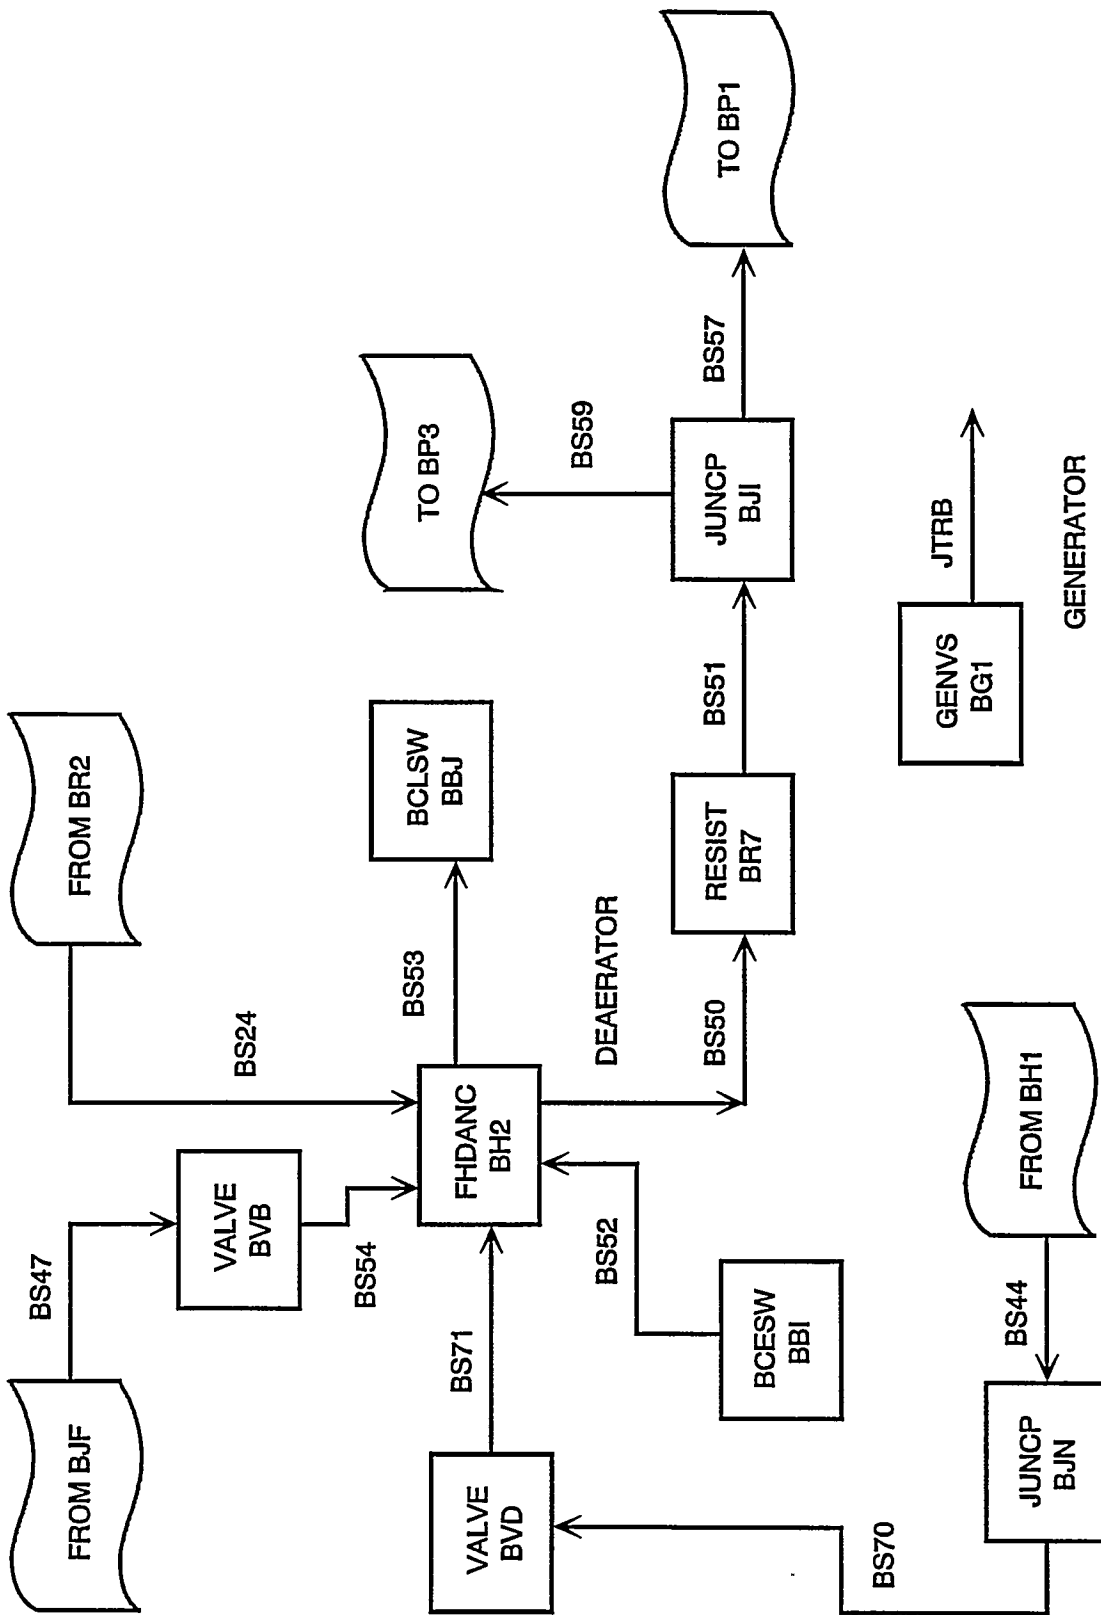 FROM BJF
BS47
VALVE
BVB
BS54
FROM BR2
BS24
VALVE
BVD
BS71
FHDANC
BH2
BS53
BCLSW
BBJ
TO BP3
BS59
BCESW
BBI
BS52
DEAERATOR
BS50
RESIST
BR7
BS51
JUNCP
BJI
BS57
TO BP1
BS70
JUNCP
BJN
BS44
FROM BH1
GENVS
BG1
JTRB
GENERATOR